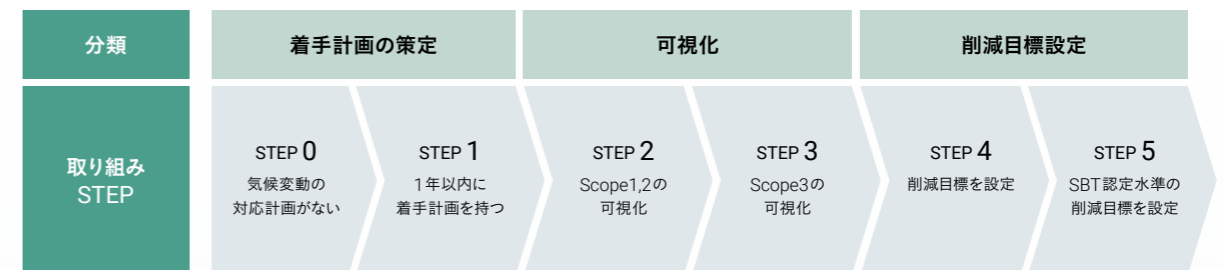 分類
着手計画の策定
可視化
削減目標設定
取り組み
STEP
STEP 0
気候変動の
対応計画がない
STEP 1
1年以内に
着手計画を持つ
STEP 2
Scope1,2の
可視化
STEP 3
Scope3の
可視化
STEP 4
削減目標を設定
STEP 5
SBT認定水準の
削減目標を設定